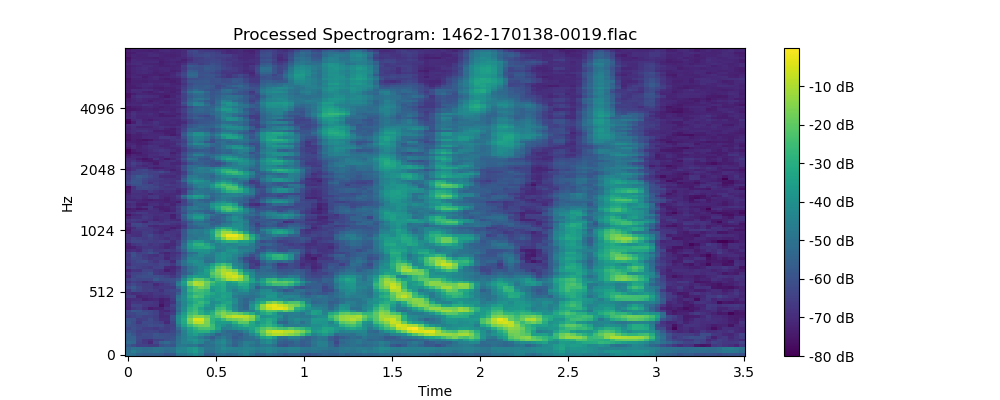 Processed Spectrogram: 1462-170138-0019.flac
Hz
4096
2048
1024
512
0
0
0.5
1
1.5
2
2.5
3
3.5
Time
-10 dB
-20 dB
-30 dB
-40 dB
-50 dB
-60 dB
-70 dB
-80 dB